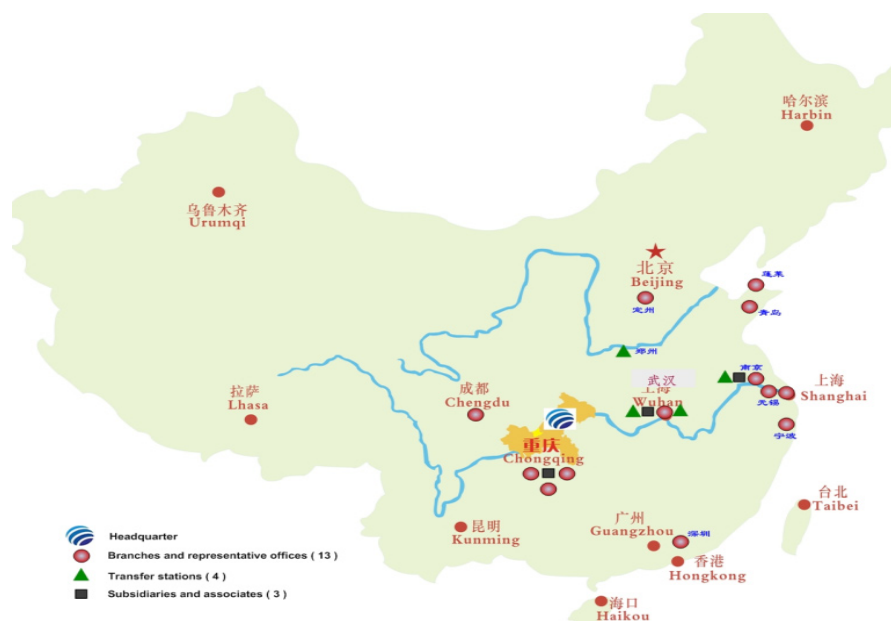 哈尔滨
Harbin
乌鲁木齐
Urumqi
北京
Beijing
蓬莱
定州
青岛
郑州
拉萨
Lhasa
成都
Chengdu
武汉
上海
Wuhan
南京
无锡
上海
Shanghai
宁波
重庆
Chongqing
台北
Taibei
昆明
Kunming
广州
Guangzhou
深圳
香港
Hongkong
海口
Haikou
Headquarter
Branches and representative offices ( 13 )
Transfer stations ( 4 )
Subsidiaries and associates ( 3 )